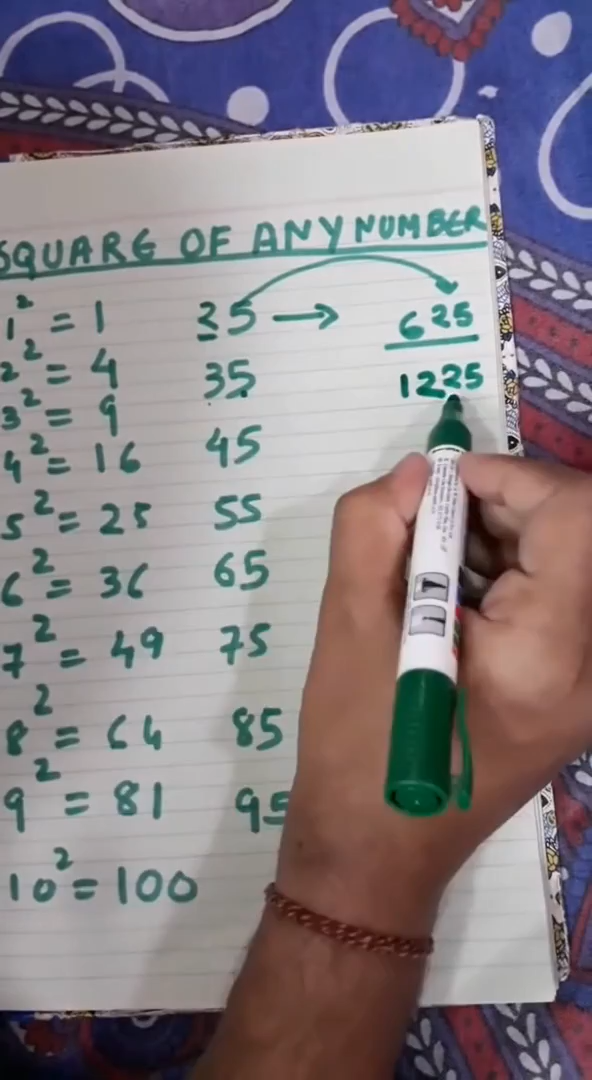 SQUARE OF ANY NUMBER
1² = 1 25 → 625
2² = 4 35 1225
3² = 9
4² = 16 45
5² = 25 55
6² = 36 65
7² = 49 75
8² = 64 85
9² = 81 95
10² = 100